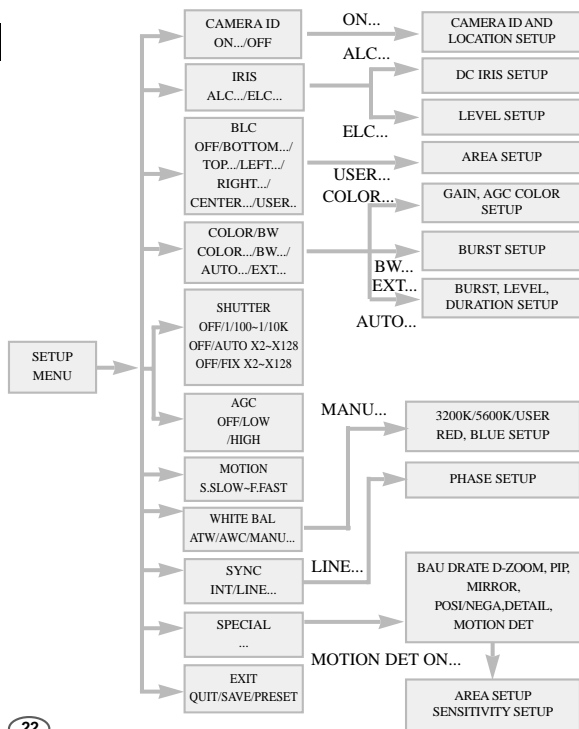 CAMERA ID
ON.../OFF
ON...
CAMERA ID AND
LOCATION SETUP
IRIS
ALC.../ELC...
ALC...
DC IRIS SETUP
ELC...
LEVEL SETUP
BLC
OFF/BOTTOM.../
TOP.../LEFT.../
RIGHT.../
CENTER.../USER..
USER...
AREA SETUP
COLOR/BW
COLOR.../BW.../
AUTO.../EXT...
COLOR...
GAIN, AGC COLOR
SETUP
BW...
EXT...
BURST SETUP
AUTO...
BURST, LEVEL,
DURATION SETUP
SETUP
MENU
SHUTTER
OFF/1/100~1/10K
OFF/AUTO X2~X128
OFF/FIX X2~X128
AGC
OFF/LOW
/HIGH
MOTION
S.SLOW~F.FAST
WHITE BAL
ATW/AWC/MANU...
MANU...
3200K/5600K/USER
RED, BLUE SETUP
SYNC
INT/LINE...
LINE...
PHASE SETUP
SPECIAL
...
BAU DRATE D-ZOOM, PIP,
MIRROR,
POSI/NEGA,DETAIL,
MOTION DET
MOTION DET ON...
AREA SETUP
SENSITIVITY SETUP
EXIT
QUIT/SAVE/PRESET
22